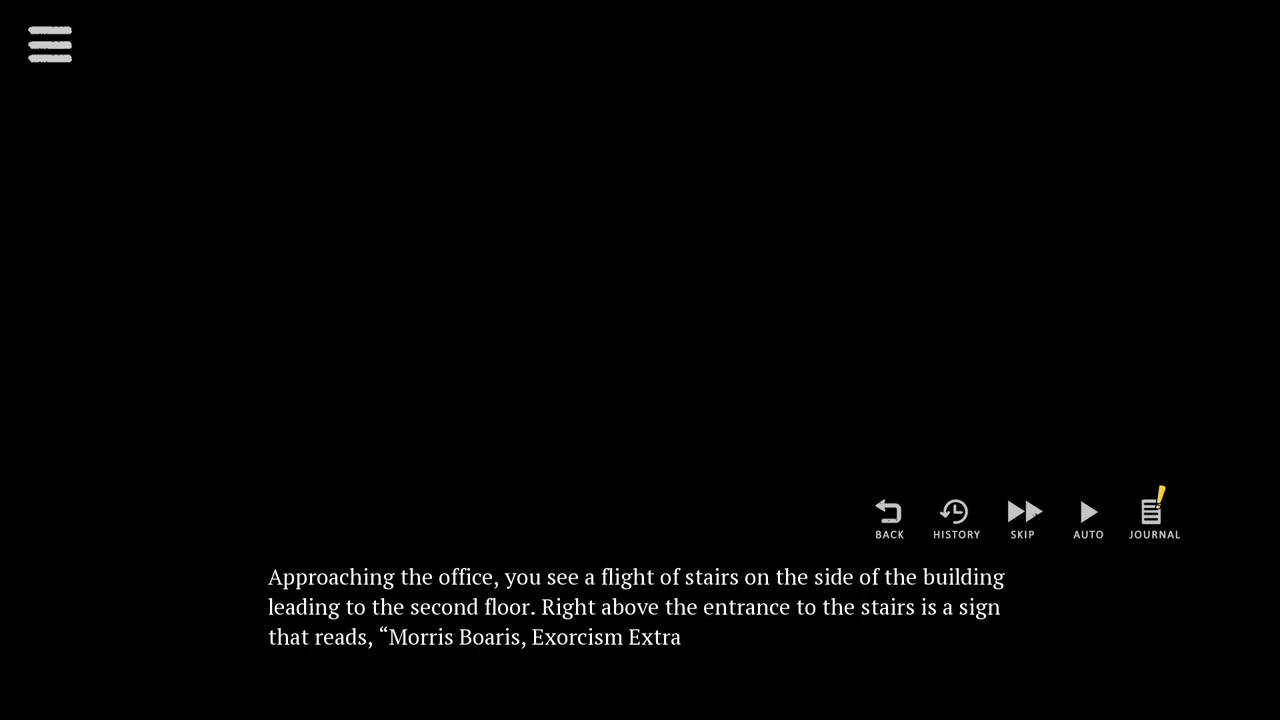 BACK HISTORY SKIP AUTO JOURNAL
Approaching the office, you see a flight of stairs on the side of the building
leading to the second floor. Right above the entrance to the stairs is a sign
that reads, “Morris Boaris, Exorcism Extra